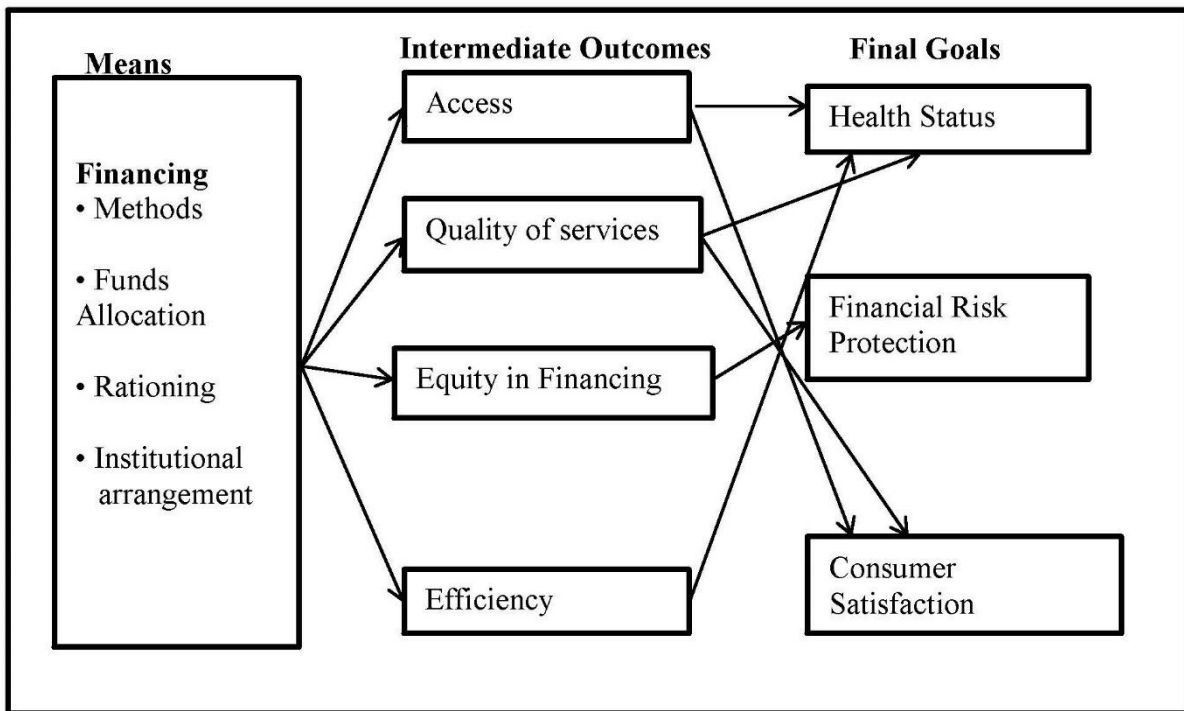 Means
Financing
• Methods
• Funds
Allocation
• Rationing
• Institutional
arrangement
Intermediate Outcomes
Access
Quality of services
Equity in Financing
Efficiency
Final Goals
Health Status
Financial Risk
Protection
Consumer
Satisfaction